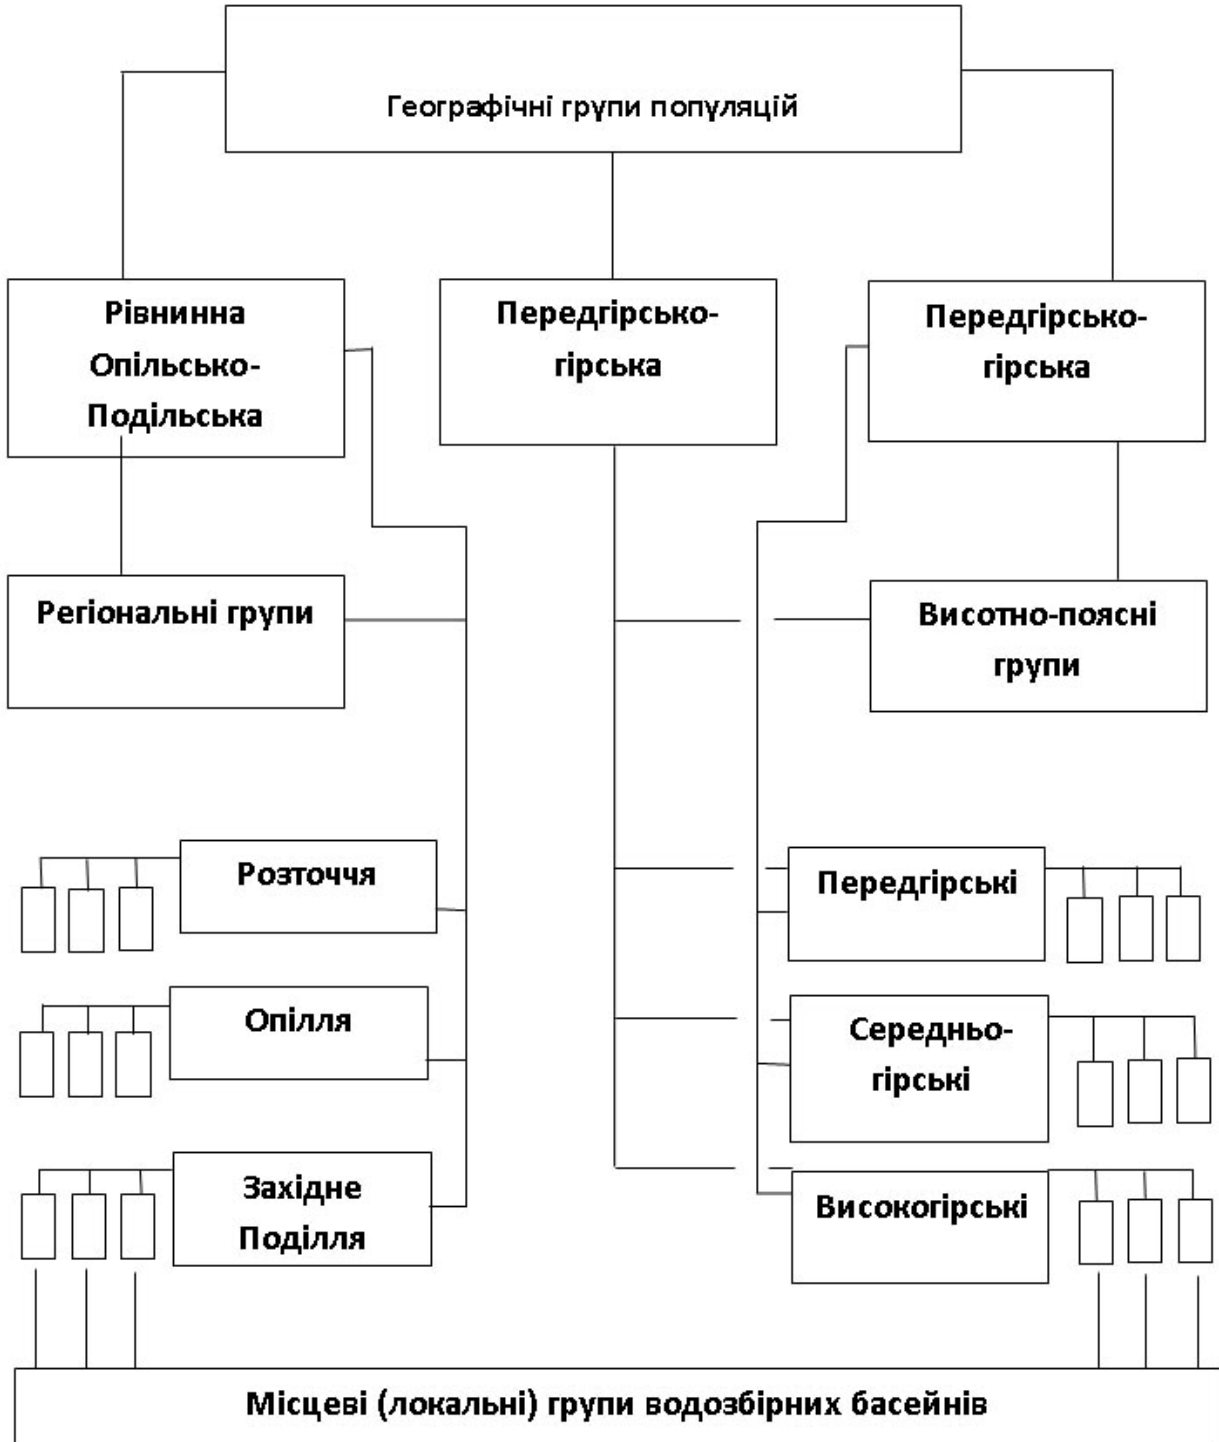 Географічні групи популяцій
Рівнинна
Опільсько-
Подільська
Передгірсько-
гірська
Передгірсько-
гірська
Регіональні групи
Висотно-поясні
групи
Розточчя
Передгірські
Опілля
Середньо-
гірські
Західне
Поділля
Високогірські
Місцеві (локальні) групи водозбірних басейнів